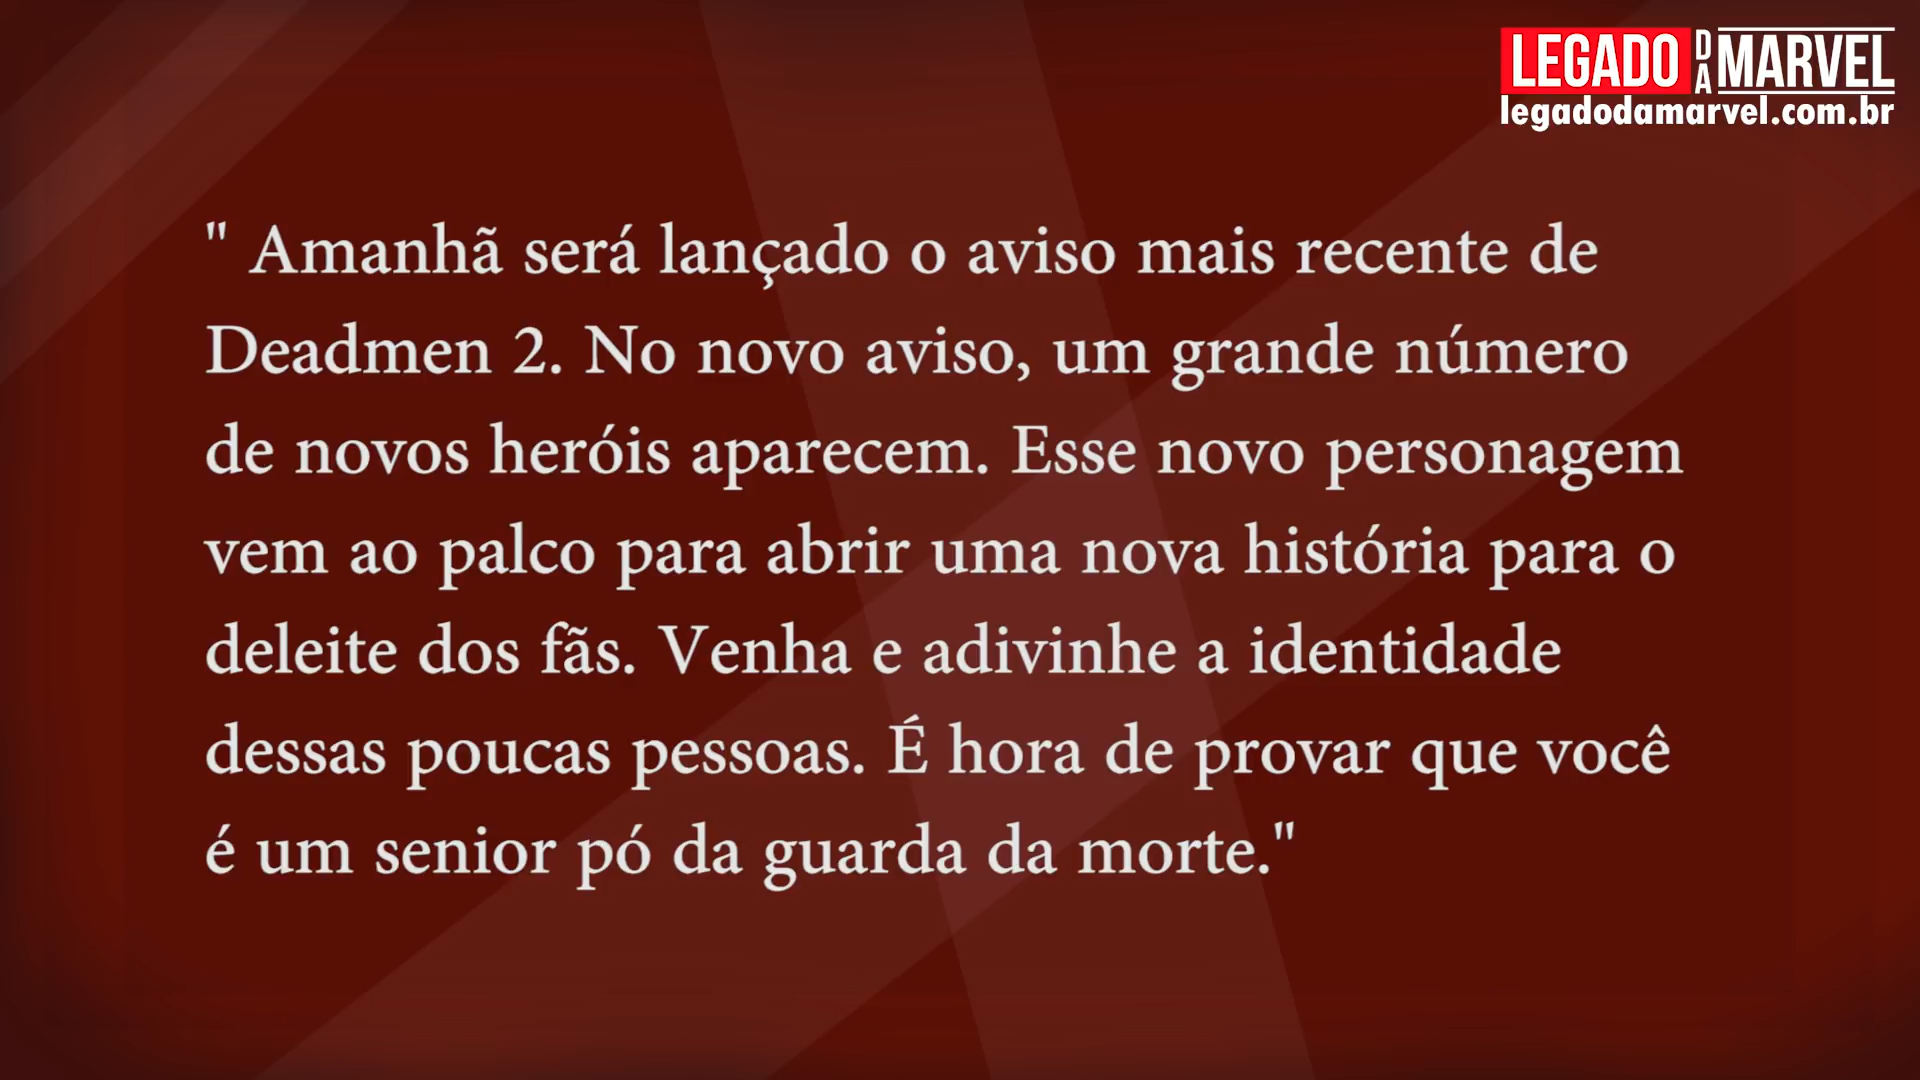 LEGADO DA MARVEL
legadodamarvel.com.br
" Amanhã será lançado o aviso mais recente de
Deadmen 2. No novo aviso, um grande número
de novos heróis aparecem. Esse novo personagem
vem ao palco para abrir uma nova história para o
deleite dos fãs. Venha e adivinhe a identidade
dessas poucas pessoas. É hora de provar que você
é um senior pó da guarda da morte."